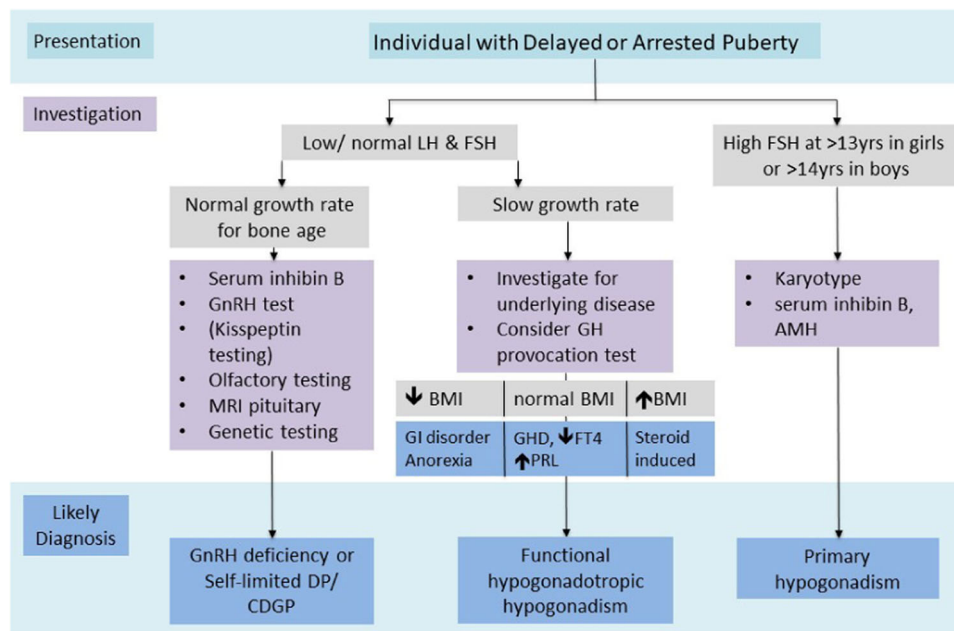 Presentation
Individual with Delayed or Arrested Puberty
Investigation
Low/ normal LH & FSH
High FSH at >13yrs in girls
or >14yrs in boys
Normal growth rate
for bone age
Slow growth rate
• Serum inhibin B
• GnRH test
• (Kisspeptin
testing)
• Olfactory testing
• MRI pituitary
• Genetic testing
• Investigate for
underlying disease
• Consider GH
provocation test
• Karyotype
• serum inhibin B,
AMH
🡫 BMI
normal BMI
🡩BMI
GI disorder
Anorexia
GHD, 🡫FT4
🡩PRL
Steroid
induced
Likely
Diagnosis
GnRH deficiency or
Self-limited DP/
CDGP
Functional
hypogonadotropic
hypogonadism
Primary
hypogonadism